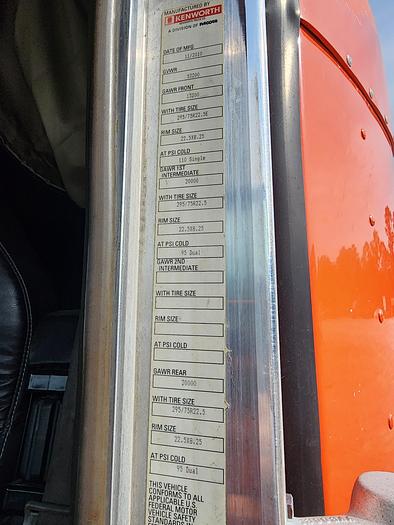 MANUFACTURED BY
KENWORTH
A DIVISION OF PACCAR
DATE OF MFG
11/2010
GVWR
53200
GAWR FRONT
13200
WITH TIRE SIZE
295/75R22.5E
RIM SIZE
22.5X8.25
AT PSI COLD
110 Single
GAWR 1ST
INTERMEDIATE
20000
WITH TIRE SIZE
295/75R22.5
RIM SIZE
22.5X8.25
AT PSI COLD
95 Dual
GAWR 2ND
INTERMEDIATE
WITH TIRE SIZE
RIM SIZE
AT PSI COLD
GAWR REAR
20000
WITH TIRE SIZE
295/75R22.5
RIM SIZE
22.5X8.25
AT PSI COLD
95 Dual
THIS VEHICLE
CONFORMS TO ALL
APPLICABLE U.S.
FEDERAL MOTOR
VEHICLE SAFETY